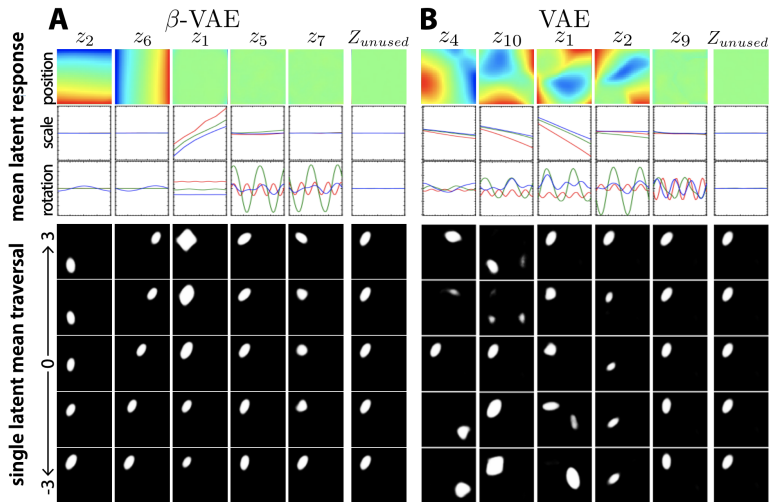 A β-VAE
z2 z6 z1 z5 z7 Zunused
B VAE
z4 z10 z1 z2 z9 Zunused
mean latent response
position
scale
rotation
single latent mean traversal
3
0
-3